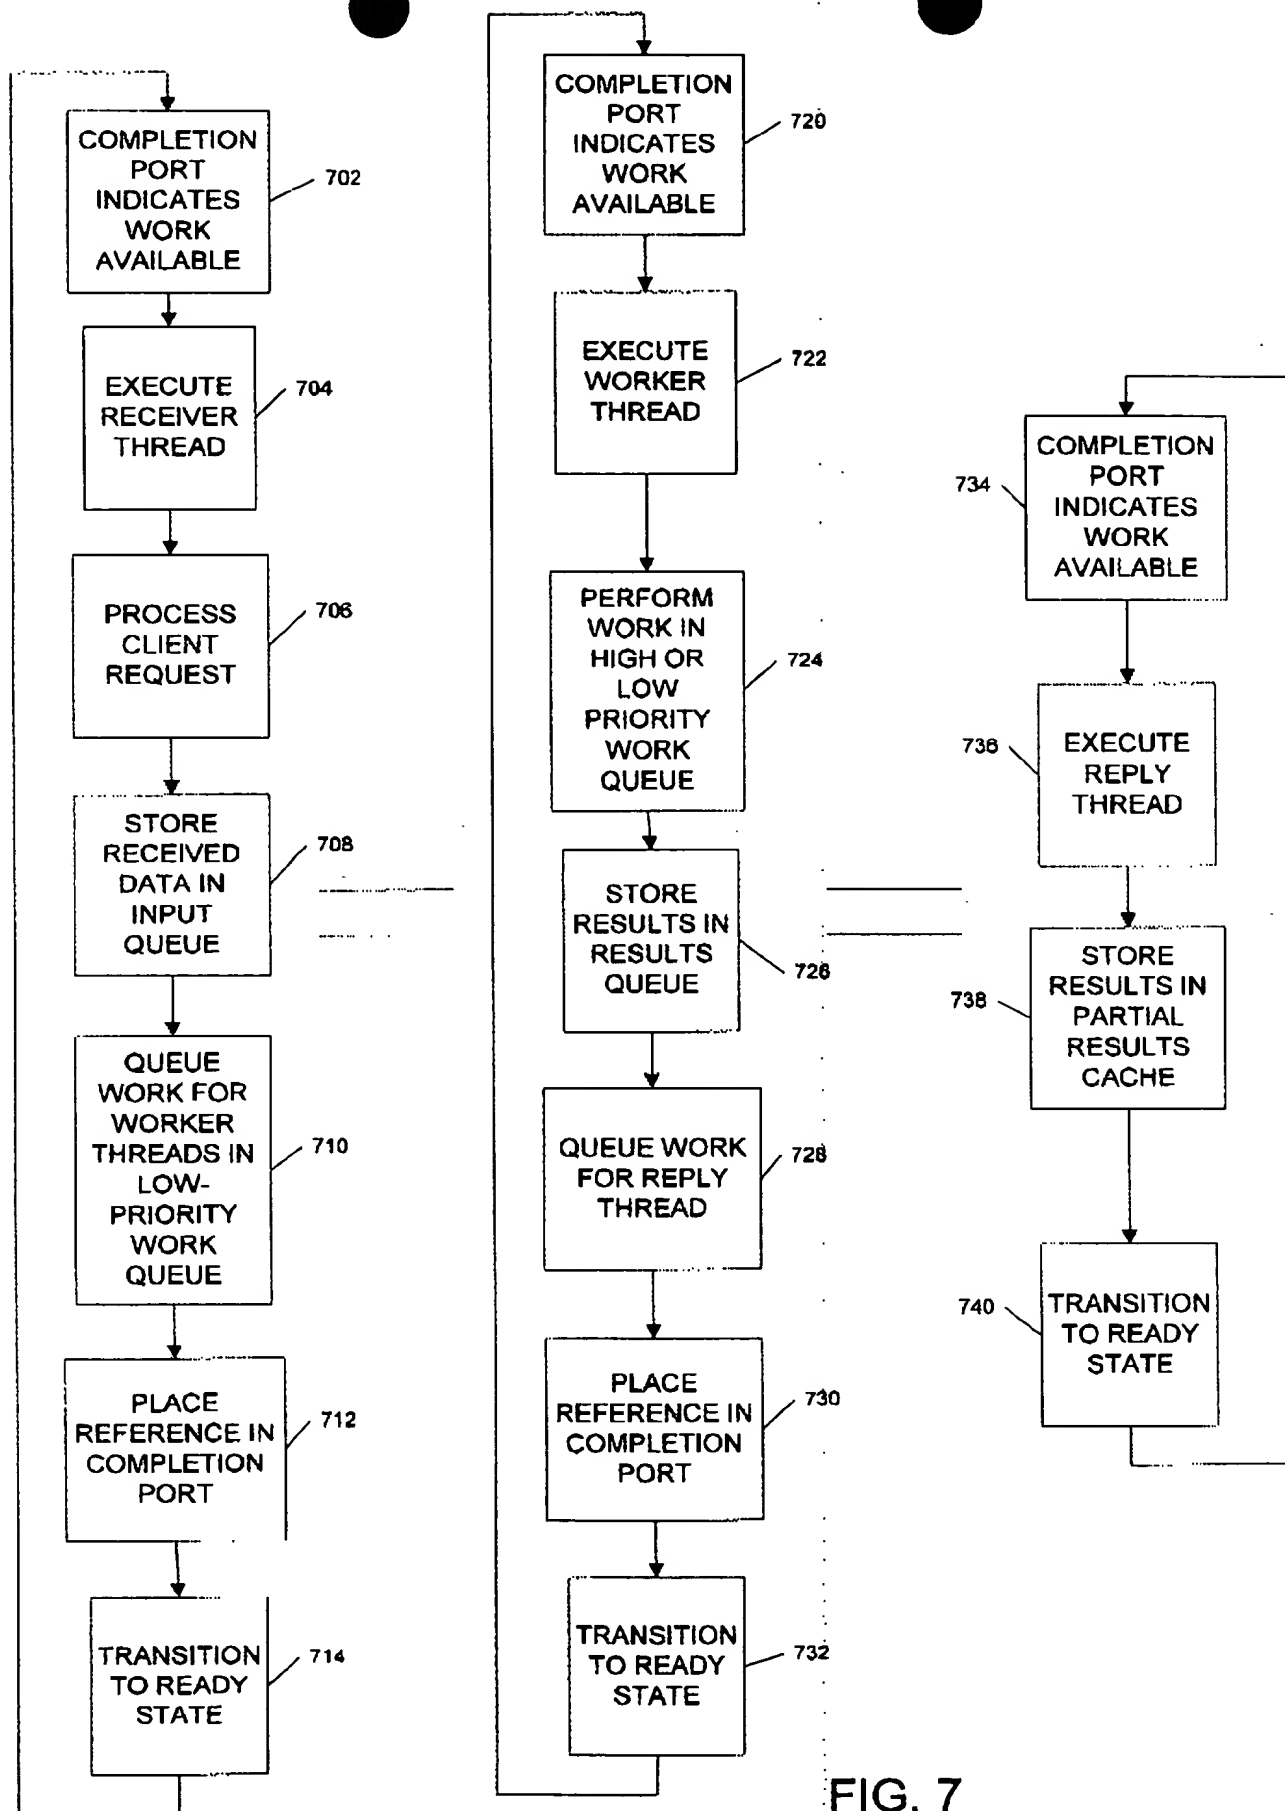 COMPLETION
PORT
INDICATES
WORK
AVAILABLE
702
EXECUTE
RECEIVER
THREAD
704
PROCESS
CLIENT
REQUEST
706
STORE
RECEIVED
DATA IN
INPUT
QUEUE
708
QUEUE
WORK FOR
WORKER
THREADS IN
LOW-
PRIORITY
WORK
QUEUE
710
PLACE
REFERENCE IN
COMPLETION
PORT
712
TRANSITION
TO READY
STATE
714
COMPLETION
PORT
INDICATES
WORK
AVAILABLE
720
EXECUTE
WORKER
THREAD
722
PERFORM
WORK IN
HIGH OR
LOW
PRIORITY
WORK
QUEUE
724
STORE
RESULTS IN
RESULTS
QUEUE
726
QUEUE WORK
FOR REPLY
THREAD
728
PLACE
REFERENCE IN
COMPLETION
PORT
730
TRANSITION
TO READY
STATE
732
COMPLETION
PORT
INDICATES
WORK
AVAILABLE
734
EXECUTE
REPLY
THREAD
736
STORE
RESULTS IN
PARTIAL
RESULTS
CACHE
738
TRANSITION
TO READY
STATE
740
FIG. 7